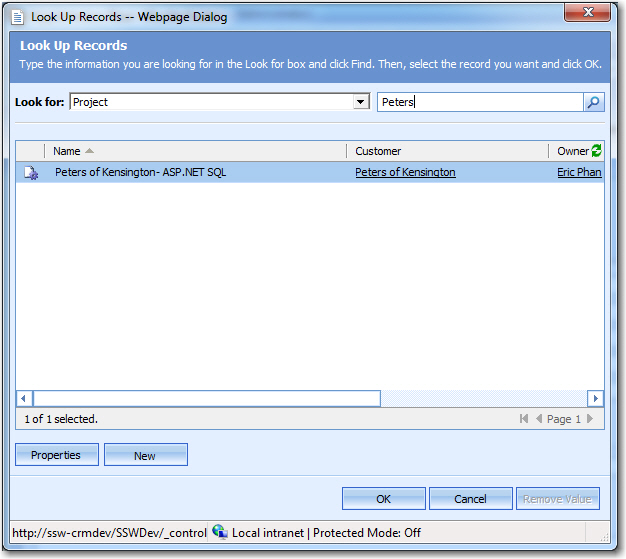 Look Up Records -- Webpage Dialog
Look Up Records
Type the information you are looking for in the Look for box and click Find. Then, select the record you want and click OK.
Look for: Project Peters
Name Customer Owner
Peters of Kensington- ASP.NET SQL Peters of Kensington Eric Phan
1 of 1 selected. Page 1
Properties New
OK Cancel Remove Value
http://ssw-crmdev/SSWDev/_control Local intranet | Protected Mode: Off